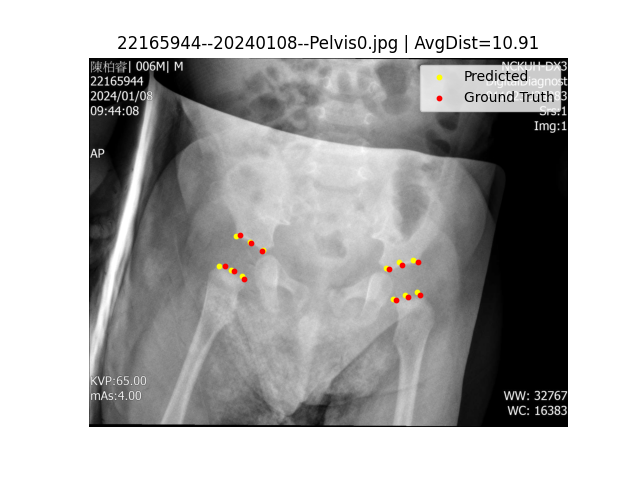 22165944--20240108--Pelvis0.jpg | AvgDist=10.91
陳柏睿| 006M| M
22165944
2024/01/08
09:44:08
AP
NCKUH-DX3
DigitalDiagnost
Srs:1
Img:1
Predicted
Ground Truth
KVP:65.00
mAs:4.00
WW: 32767
WC: 16383